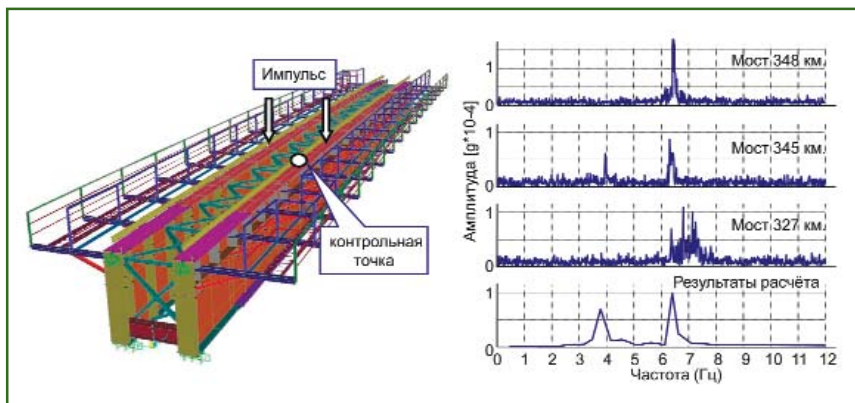 Импульс
контрольная
точка
Амплитуда [g*10-4]
1
0
Мост 348 км
1
0
Мост 345 км
1
0
Мост 327 км
1
0
Результаты расчёта
0 1 2 3 4 5 6 7 8 9 10 11 12
Частота (Гц)